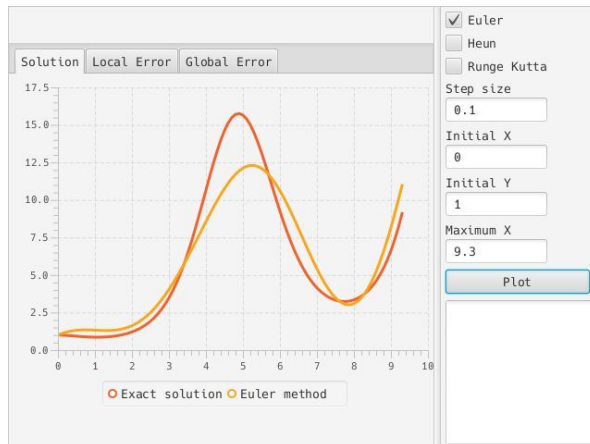 Solution
Local Error
Global Error
17.5
15.0
12.5
10.0
7.5
5.0
2.5
0.0
0 1 2 3 4 5 6 7 8 9 10
Exact solution
Euler method
Euler
Heun
Runge Kutta
Step size
0.1
Initial X
0
Initial Y
1
Maximum X
9.3
Plot